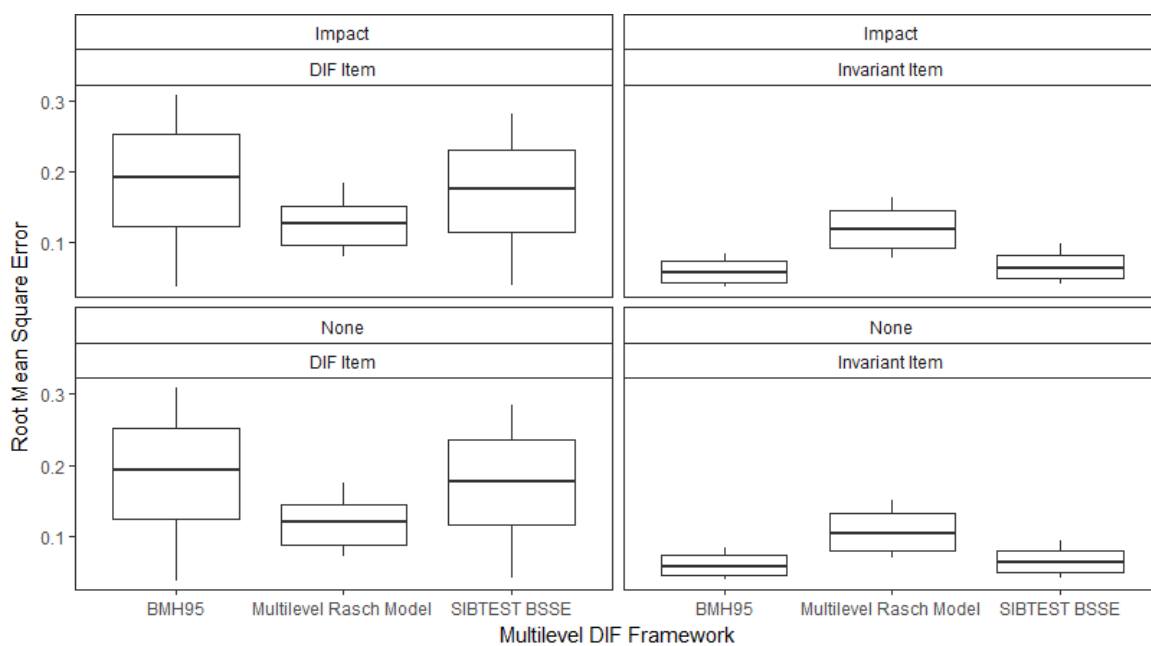 Impact
DIF Item
Impact
Invariant Item
0.3
0.2
0.1
None
DIF Item
None
Invariant Item
0.3
0.2
0.1
Root Mean Square Error
BMH95 Multilevel Rasch Model SIBTEST BSSE
BMH95 Multilevel Rasch Model SIBTEST BSSE
Multilevel DIF Framework